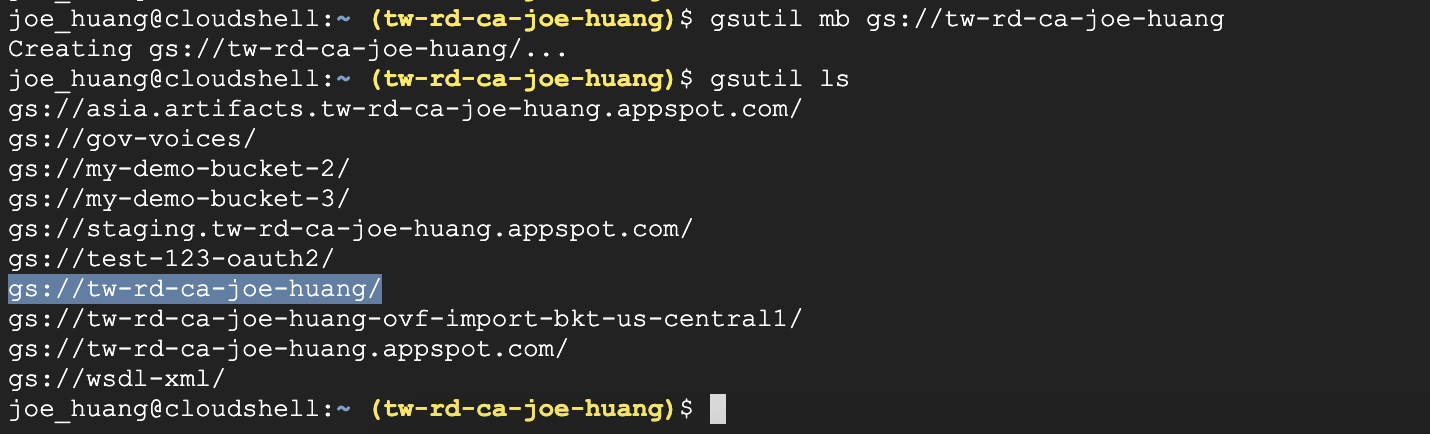 joe_huang@cloudshell:~ (tw-rd-ca-joe-huang)$ gsutil mb gs://tw-rd-ca-joe-huang
Creating gs://tw-rd-ca-joe-huang/...
joe_huang@cloudshell:~ (tw-rd-ca-joe-huang)$ gsutil ls
gs://asia.artifacts.tw-rd-ca-joe-huang.appspot.com/
gs://gov-voices/
gs://my-demo-bucket-2/
gs://my-demo-bucket-3/
gs://staging.tw-rd-ca-joe-huang.appspot.com/
gs://test-123-oauth2/
gs://tw-rd-ca-joe-huang/
gs://tw-rd-ca-joe-huang-ovf-import-bkt-us-central1/
gs://tw-rd-ca-joe-huang.appspot.com/
gs://wsdl-xml/
joe_huang@cloudshell:~ (tw-rd-ca-joe-huang)$